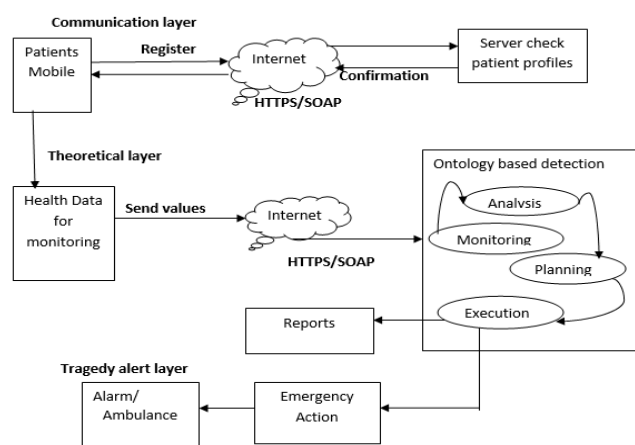 Communication layer
Patients
Mobile
Register
Internet
Confirmation
HTTPS/SOAP
Server check
patient profiles
Theoretical layer
Health Data
for
monitoring
Send values
Internet
HTTPS/SOAP
Ontology based detection
Analysis
Monitoring
Planning
Execution
Reports
Tragedy alert layer
Alarm/
Ambulance
Emergency
Action